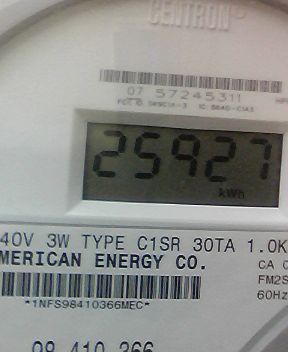 CENTRON
07 57245311
25927
kWh
40V 3W TYPE C1SR 30TA 1.0K
MERICAN ENERGY CO.
CA 0
FM2S
60Hz
*1NFS98410366MEC*
98 410 366